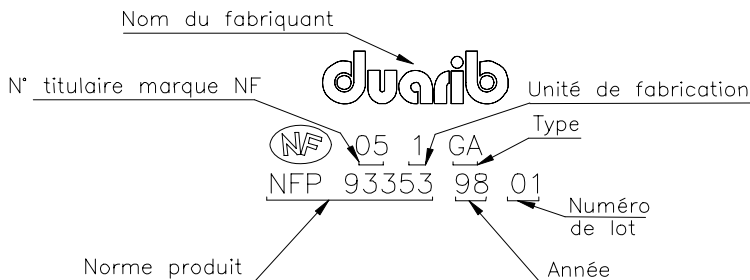 Nom du fabriquant
duarib
N° titulaire marque NF
Unité de fabrication
NF 05 1 GA
Type
NFP 93353 98 01
Numéro
de lot
Norme produit
Année